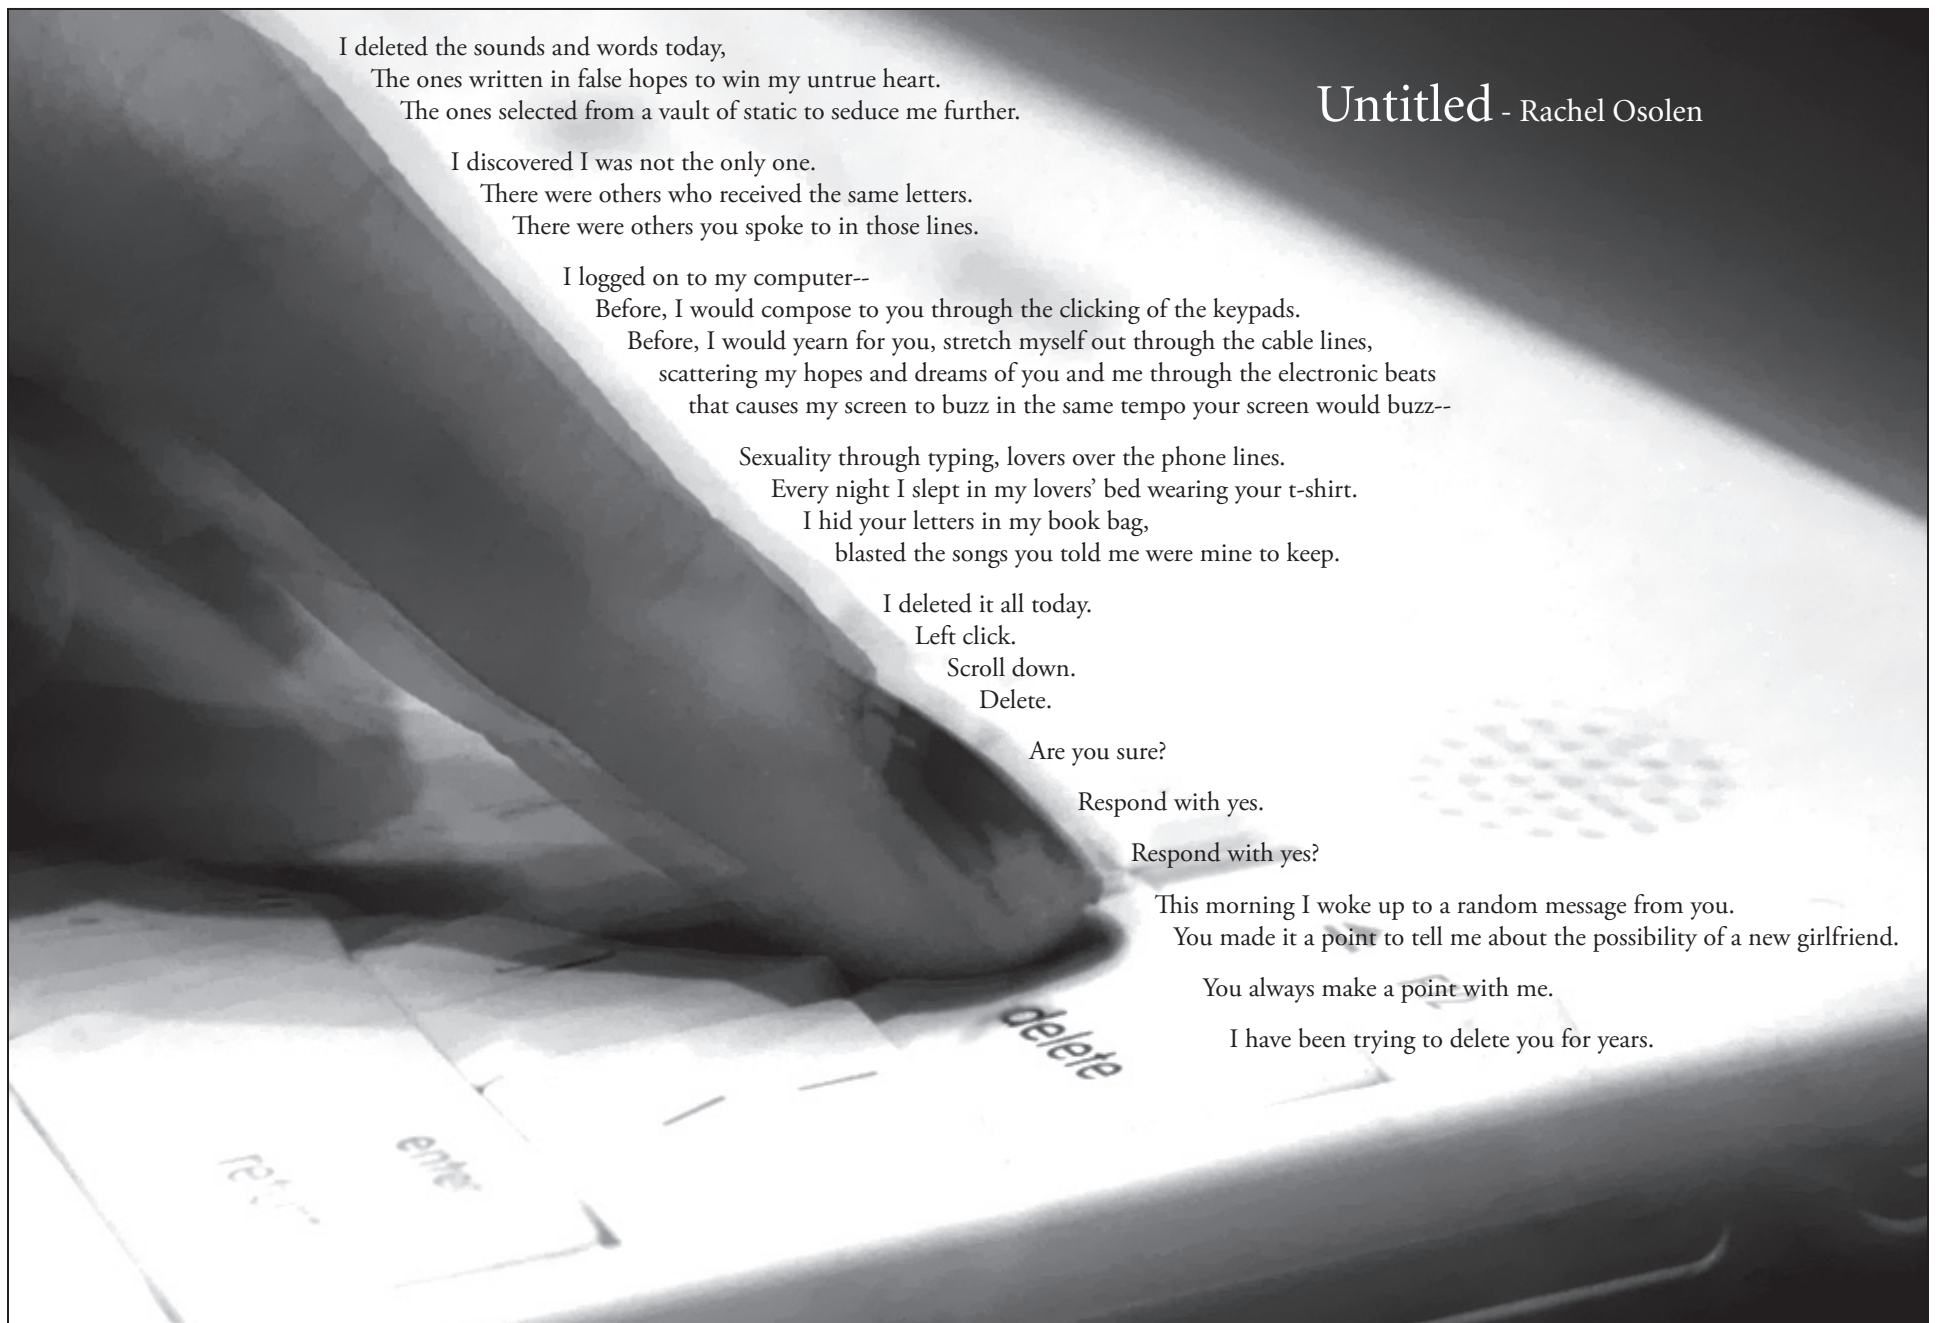 I deleted the sounds and words today,
The ones written in false hopes to win my untrue heart.
The ones selected from a vault of static to seduce me further.
Untitled - Rachel Osolen
I discovered I was not the only one.
There were others who received the same letters.
There were others you spoke to in those lines.
I logged on to my computer--
Before, I would compose to you through the clicking of the keypads.
Before, I would yearn for you, stretch myself out through the cable lines,
scattering my hopes and dreams of you and me through the electronic beats
that causes my screen to buzz in the same tempo your screen would buzz--
Sexuality through typing, lovers over the phone lines.
Every night I slept in my lovers’ bed wearing your t-shirt.
I hid your letters in my book bag,
blasted the songs you told me were mine to keep.
I deleted it all today.
Left click.
Scroll down.
Delete.
Are you sure?
Respond with yes.
Respond with yes?
This morning I woke up to a random message from you.
You made it a point to tell me about the possibility of a new girlfriend.
You always make a point with me.
I have been trying to delete you for years.
delete
enter